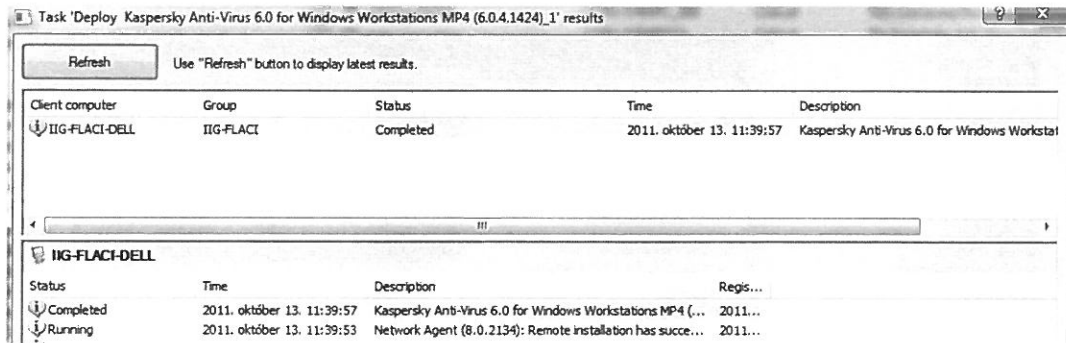 Task 'Deploy Kaspersky Anti-Virus 6.0 for Windows Workstations MP4 (6.0.4.1424)_1' results
Refresh Use "Refresh" button to display latest results.
Client computer Group Status Time Description
IIG-FLACI-DELL IIG-FLACI Completed 2011. október 13. 11:39:57 Kaspersky Anti-Virus 6.0 for Windows Workstat
IIG-FLACI-DELL
Status Time Description Regis...
Completed 2011. október 13. 11:39:57 Kaspersky Anti-Virus 6.0 for Windows Workstations MP4 (... 2011...
Running 2011. október 13. 11:39:53 Network Agent (8.0.2134): Remote installation has succe... 2011...